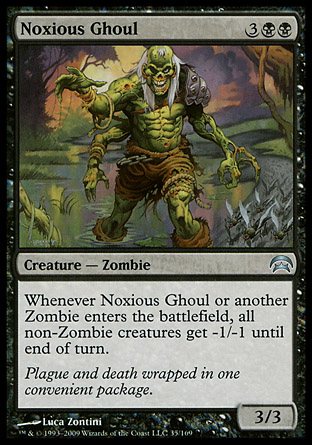 Noxious Ghoul 3
Creature — Zombie
Whenever Noxious Ghoul or another
Zombie enters the battlefield, all
non-Zombie creatures get -1/-1 until
end of turn.
Plague and death wrapped in one
convenient package.
Luca Zontini
™ & © 1993–2009 Wizards of the Coast LLC 35/169
3/3